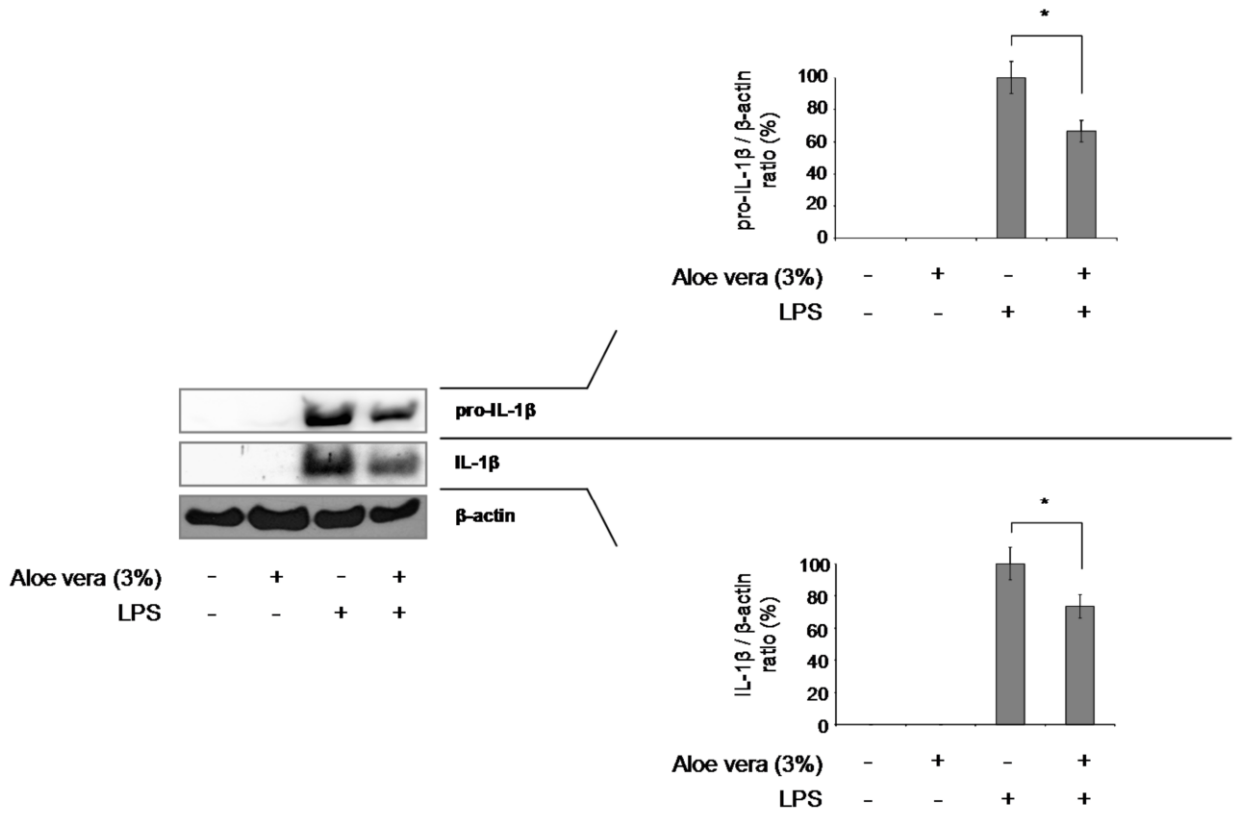 *
pro-IL-1β / β-actin
ratio (%)
100
80
60
40
20
0
Aloe vera (3%) - + - +
LPS - - + +
pro-IL-1β
IL-1β
β-actin
Aloe vera (3%) - + - +
LPS - - + +
*
IL-1β / β-actin
ratio (%)
100
80
60
40
20
0
Aloe vera (3%) - + - +
LPS - - + +